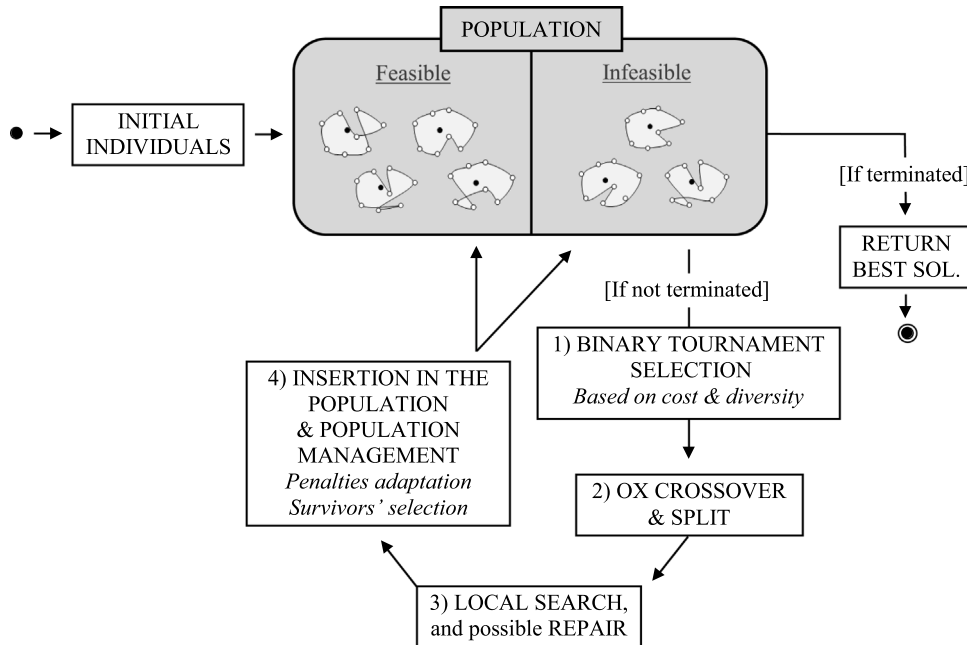 POPULATION
Feasible
Infeasible
INITIAL
INDIVIDUALS
[If terminated]
RETURN
BEST SOL.
[If not terminated]
1) BINARY TOURNAMENT
SELECTION
Based on cost & diversity
2) OX CROSSOVER
& SPLIT
3) LOCAL SEARCH,
and possible REPAIR
4) INSERTION IN THE
POPULATION
& POPULATION
MANAGEMENT
Penalties adaptation
Survivors’ selection